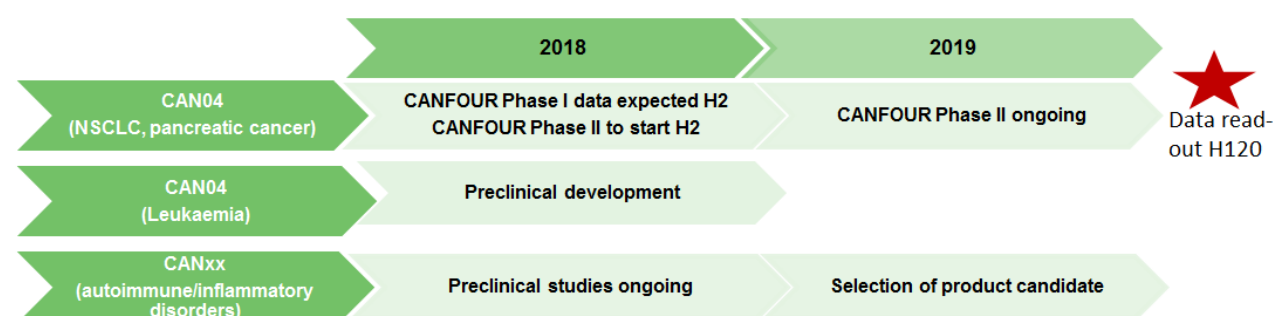 2018
2019
CAN04
(NSCLC, pancreatic cancer)
CANFOUR Phase I data expected H2
CANFOUR Phase II to start H2
CANFOUR Phase II ongoing
Data read-
out H120
CAN04
(Leukaemia)
Preclinical development
CANxx
(autoimmune/inflammatory
disorders)
Preclinical studies ongoing
Selection of product candidate